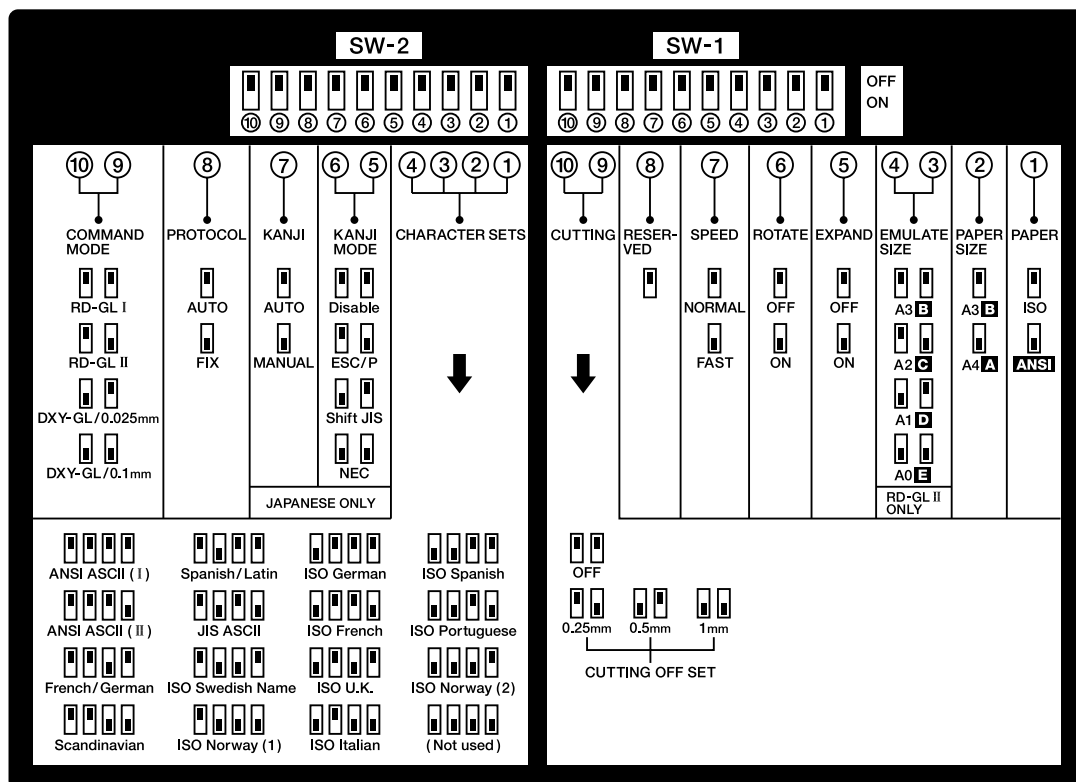 SW-2 SW-1
OFF
ON
⑩ ⑨ ⑧ ⑦ ⑥ ⑤ ④ ③ ② ① ⑩ ⑨ ⑧ ⑦ ⑥ ⑤ ④ ③ ② ①
⑩ ⑨ ⑧ ⑦ ⑥ ⑤ ④ ③ ② ① ⑩ ⑨ ⑧ ⑦ ⑥ ⑤ ④ ③ ② ①
COMMAND MODE
RD-GL I
RD-GL II
DXY-GL/0.025mm
DXY-GL/0.1mm
PROTOCOL
AUTO
FIX
KANJI
AUTO
MANUAL
KANJI MODE
Disable
ESC/P
Shift JIS
NEC
JAPANESE ONLY
CHARACTER SETS
ANSI ASCII (I) Spanish/Latin ISO German ISO Spanish
ANSI ASCII (II) JIS ASCII ISO French ISO Portuguese
French/German ISO Swedish Name ISO U.K. ISO Norway (2)
Scandinavian ISO Norway (1) ISO Italian (Not used)
CUTTING
RESER-
VED
SPEED
NORMAL
FAST
ROTATE
OFF
ON
EXPAND
OFF
ON
EMULATE
SIZE
A3 B
A2 C
A1 D
A0 E
RD-GL II
ONLY
PAPER
SIZE
A3 B
A4 A
PAPER
ISO
ANSI
OFF
0.25mm 0.5mm 1mm
CUTTING OFF SET